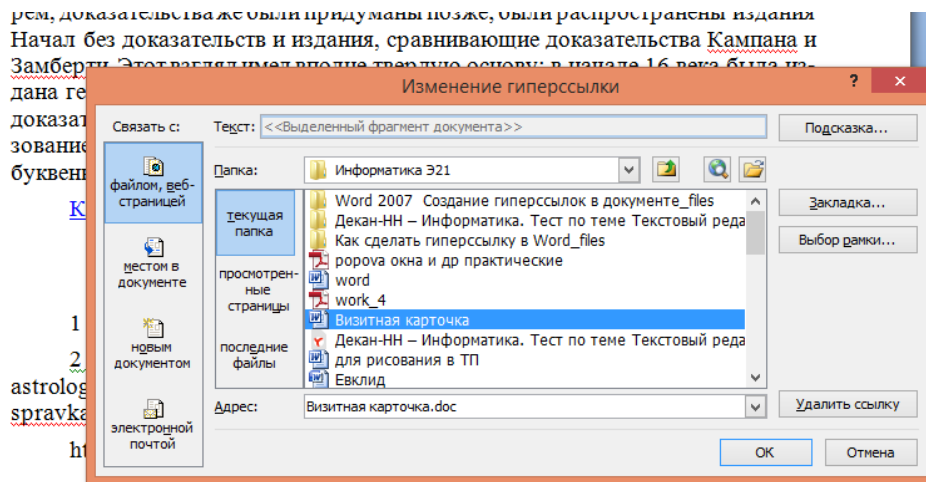 рем, доказательства же были придуманы позже, были распространены издания
Начал без доказательств и издания, сравнивающие доказательства Кампана и
Замберти. Этот взгляд имел вполне твердую основу: в начале 16 века была из-
дана ге
доказат
зование
буквенн
К
1
2
astrolog
spravka
ht
Изменение гиперссылки
? ×
Связать с:
Текст: <<Выделенный фрагмент документа>>
Подсказка...
файлом, веб-
страницей
местом в
документе
новым
документом
электронной
почтой
Папка: Информатика Э21
текущая
папка
просмотрен-
ные
страницы
последние
файлы
Word 2007 Создание гиперссылок в документе_files
Декан-НН – Информатика. Тест по теме Текстовый реда
Как сделать гиперссылку в Word_files
popova окна и др практические
word
work_4
Визитная карточка
Декан-НН – Информатика. Тест по теме Текстовый реда
для рисования в ТП
Евклид
Закладка...
Выбор рамки...
Адрес: Визитная карточка.doc
Удалить ссылку
ОК
Отмена